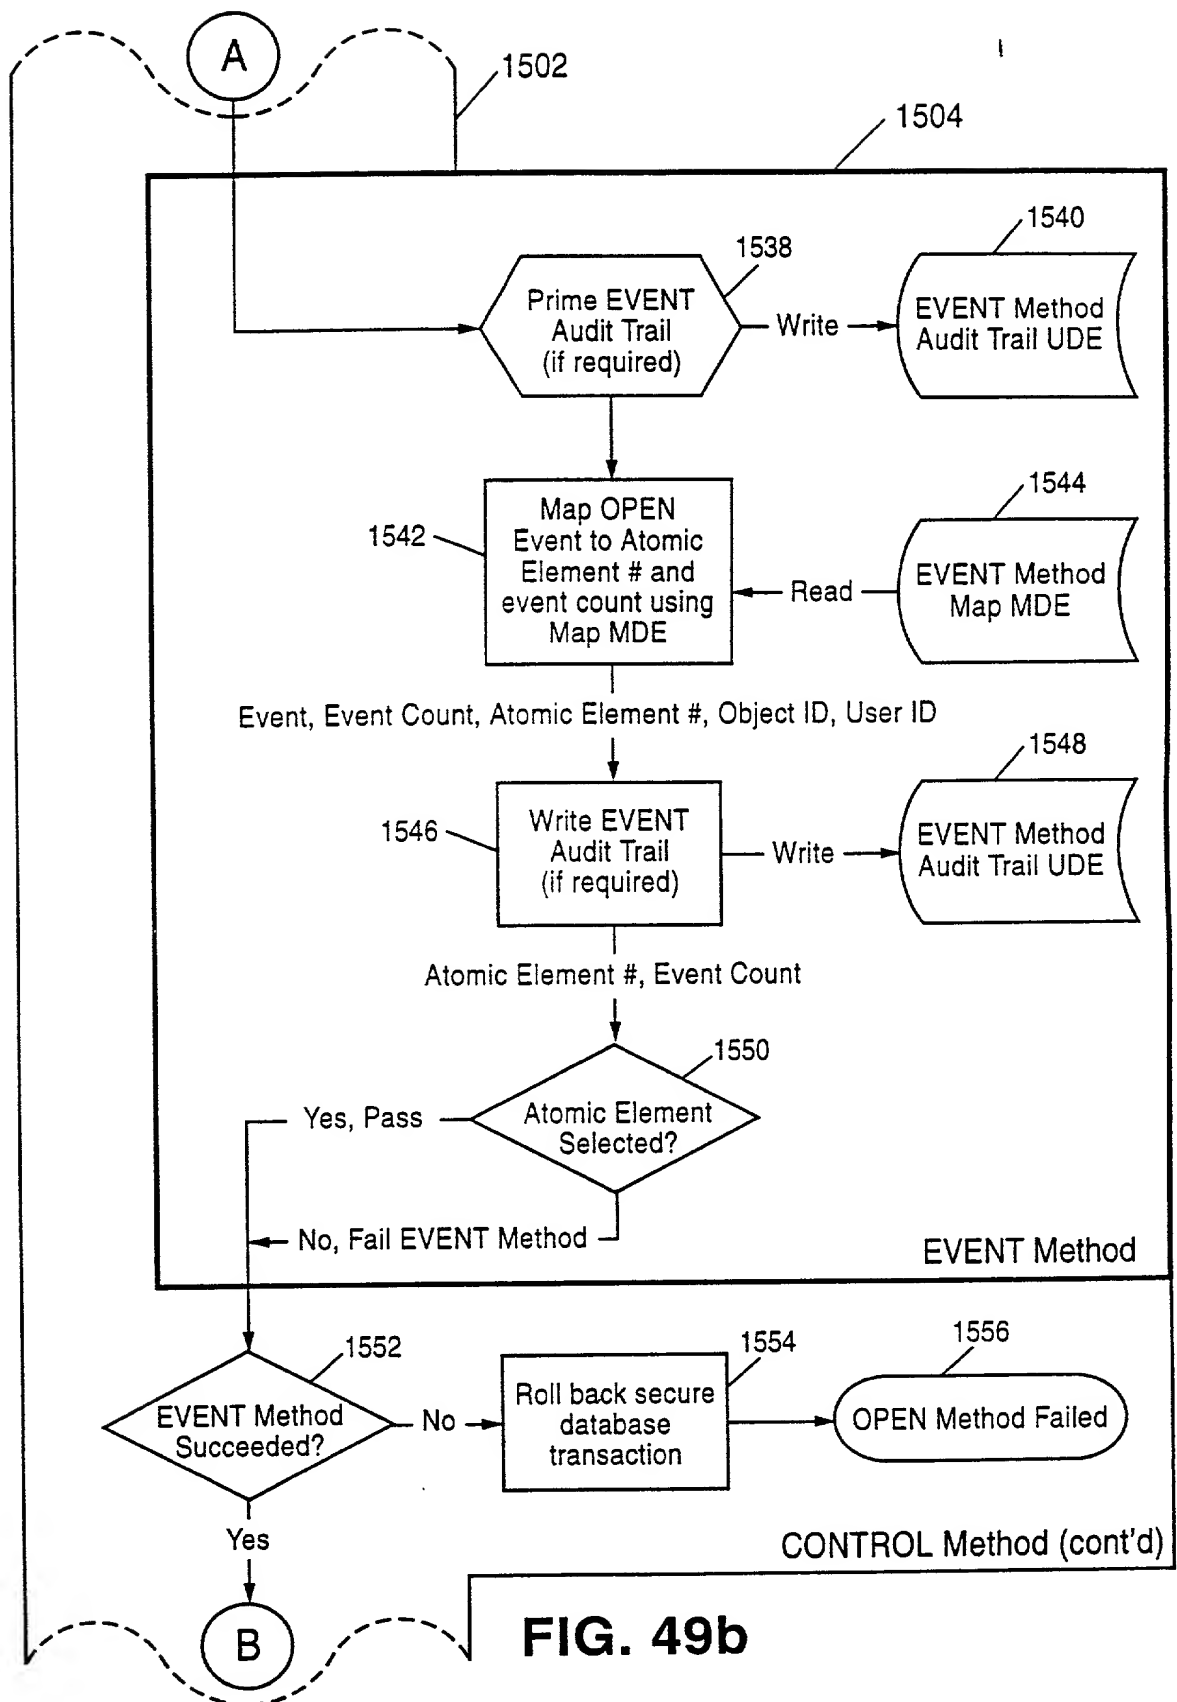 A
1502
1504
1538
Prime EVENT
Audit Trail
(if required)
Write
1540
EVENT Method
Audit Trail UDE
1542
Map OPEN
Event to Atomic
Element # and
event count using
Map MDE
Read
1544
EVENT Method
Map MDE
Event, Event Count, Atomic Element #, Object ID, User ID
1546
Write EVENT
Audit Trail
(if required)
Write
1548
EVENT Method
Audit Trail UDE
Atomic Element #, Event Count
1550
Atomic Element
Selected?
Yes, Pass
No, Fail EVENT Method
EVENT Method
1552
EVENT Method
Succeeded?
No
1554
Roll back secure
database
transaction
1556
OPEN Method Failed
Yes
CONTROL Method (cont'd)
B
FIG. 49b